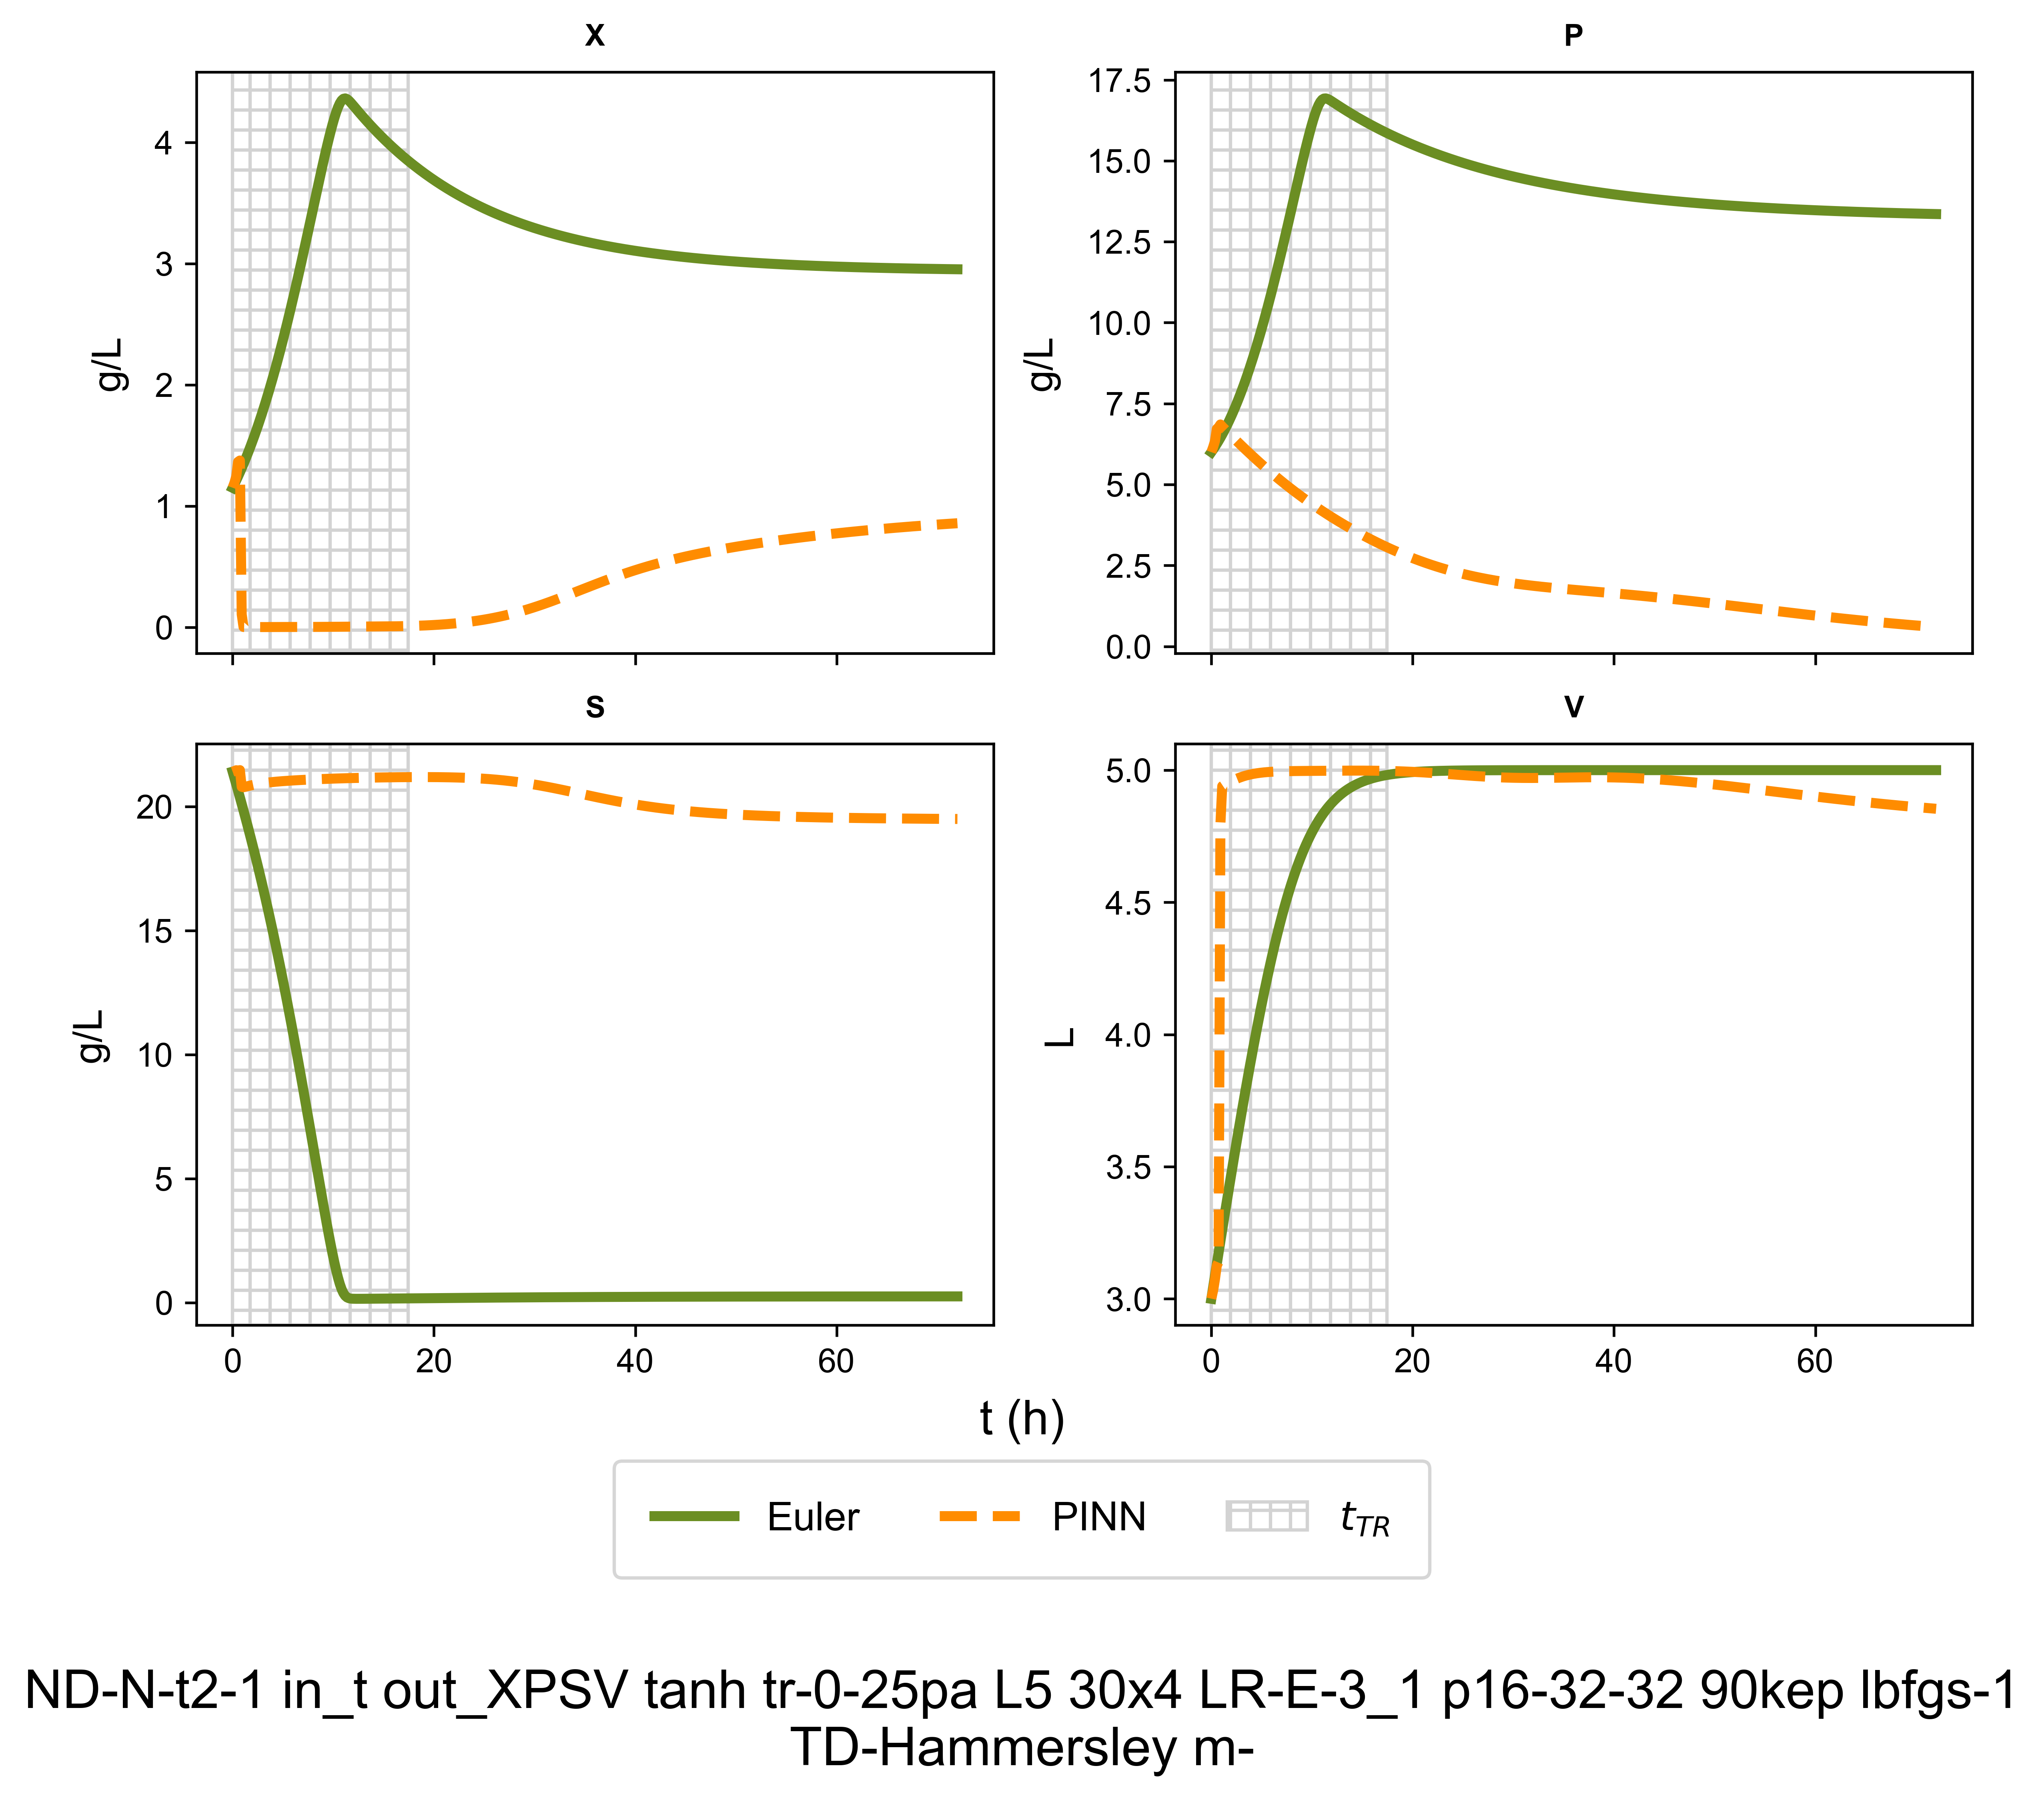 X
4
3
2
1
0
g/L
P
17.5
15.0
12.5
10.0
7.5
5.0
2.5
0.0
g/L
S
20
15
10
5
0
g/L
0 20 40 60
V
5.0
4.5
4.0
3.5
3.0
L
0 20 40 60
t (h)
Euler PINN t_TR
ND-N-t2-1 in_t out_XPSV tanh tr-0-25pa L5 30x4 LR-E-3_1 p16-32-32 90kep lbfgs-1
TD-Hammersley m-